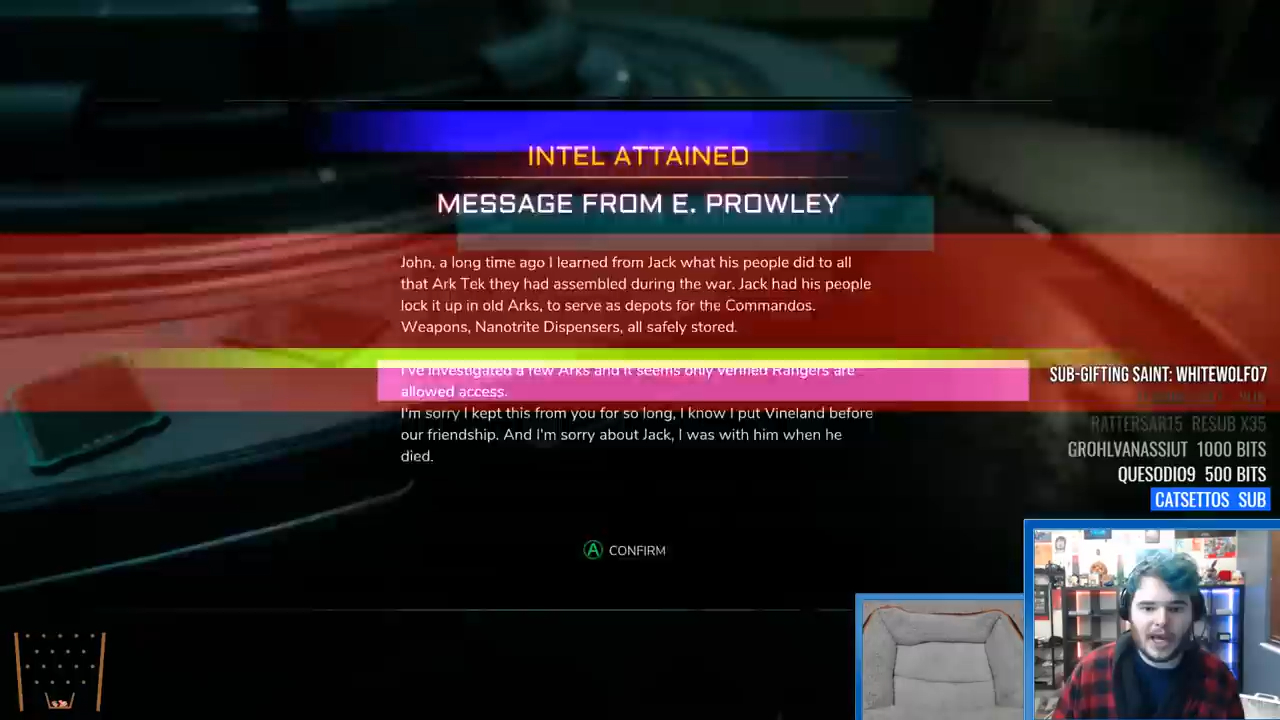 INTEL ATTAINED
MESSAGE FROM E. PROWLEY
John, a long time ago I learned from Jack what his people did to all
that Ark Tek they had assembled during the war. Jack had his people
lock it up in old Arks, to serve as depots for the Commandos.
Weapons, Nanotrite Dispensers, all safely stored.
I've investigated a few Arks and it seems only verified Rangers are
allowed access.
I'm sorry I kept this from you for so long, I know I put Vineland before
our friendship. And I'm sorry about Jack, I was with him when he
died.
A CONFIRM
SUB-GIFTING SAINT: WHITEWOLF07
RATTERSAR15 RESUB X35
GROHLVANASSIUT 1000 BITS
QUESODIO9 500 BITS
CATSETTOS SUB